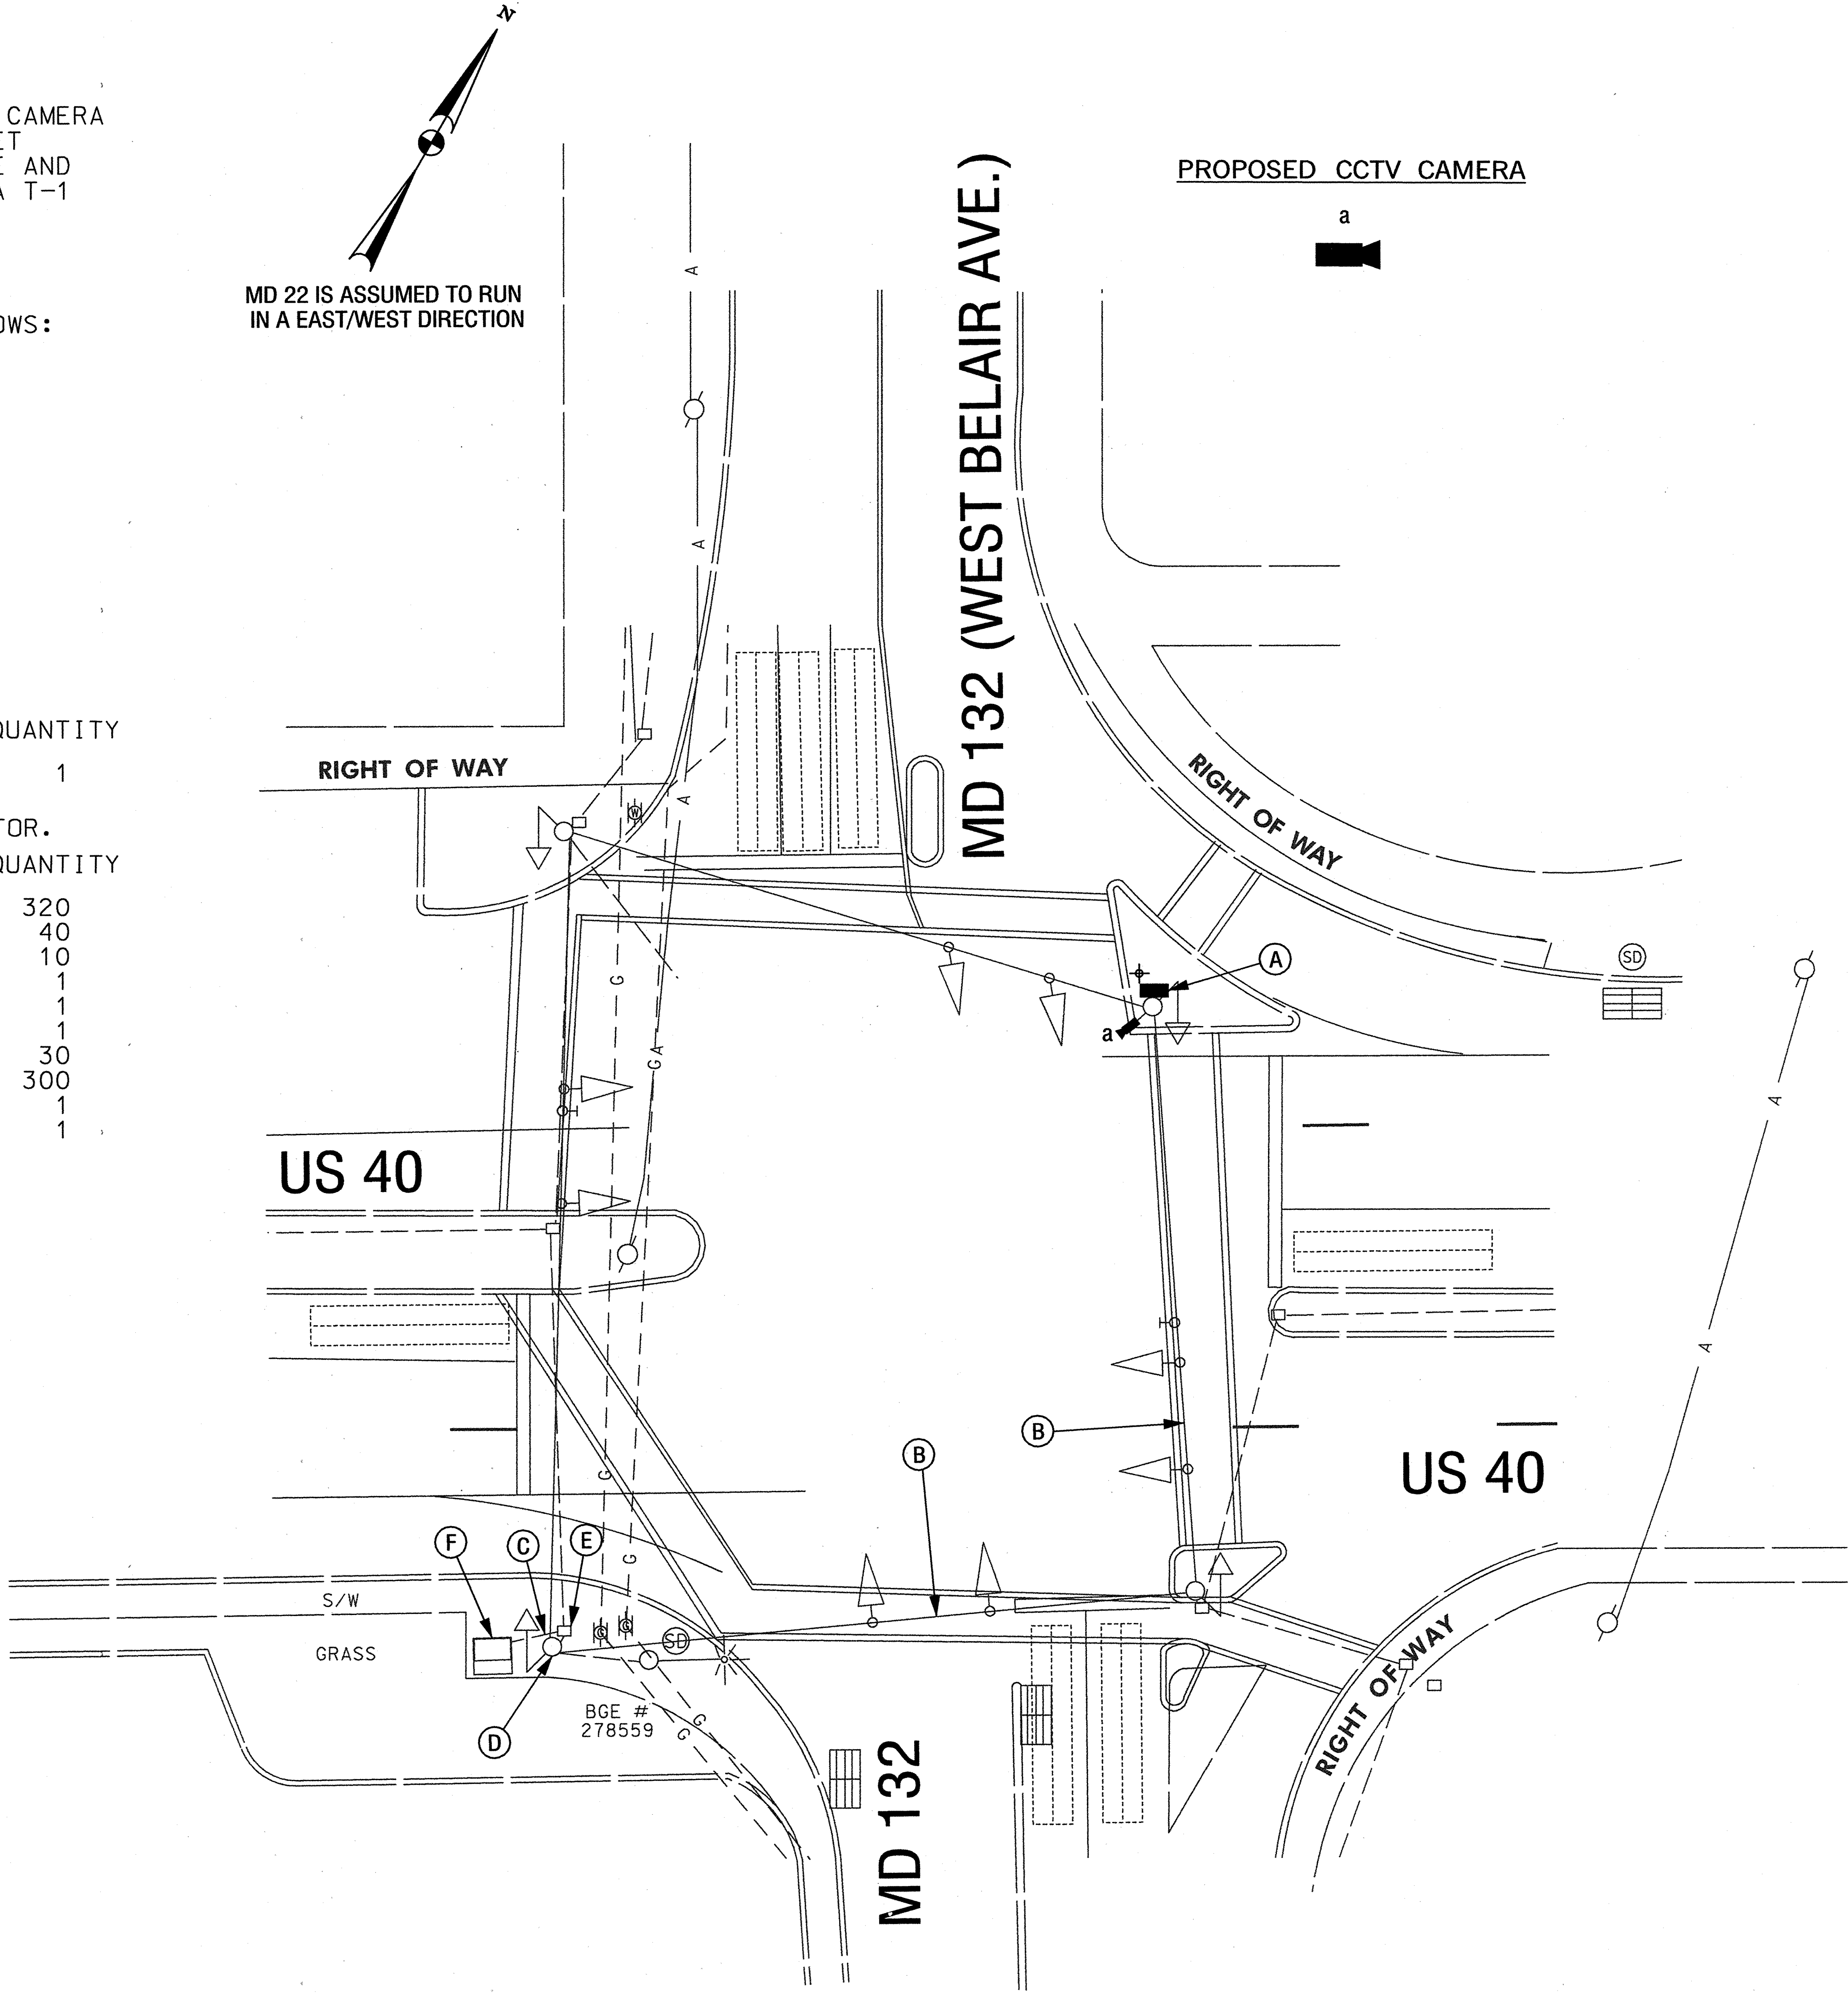 N
CAMERA
ET
E AND
A T-1
OWS:
MD 22 IS ASSUMED TO RUN
IN A EAST/WEST DIRECTION
PROPOSED CCTV CAMERA
a
MD 132 (WEST BELAIR AVE.)
A
A
A
QUANTITY
1
TOR.
QUANTITY
320
40
10
1
1
1
30
300
1
1
RIGHT OF WAY
RIGHT OF WAY
W
SD
A
a
G
GA
A
A
US 40
US 40
B
B
G
G
F
C
E
D
S/W
GRASS
G
G
SD
BGE #
278559
G
G
MD 132
RIGHT OF WAY